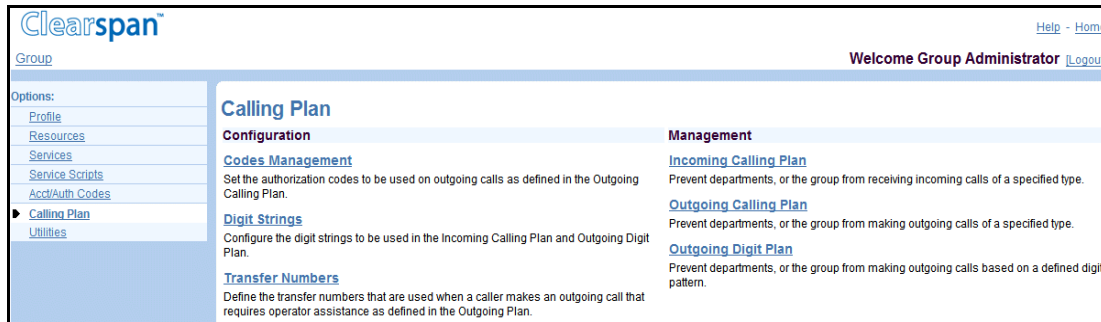 Clearspan™
Help - Home
Group
Welcome Group Administrator [Logout
Options:
Profile
Resources
Services
Service Scripts
Acct/Auth Codes
Calling Plan
Utilities
Calling Plan
Configuration
Codes Management
Set the authorization codes to be used on outgoing calls as defined in the Outgoing
Calling Plan.
Digit Strings
Configure the digit strings to be used in the Incoming Calling Plan and Outgoing Digit
Plan.
Transfer Numbers
Define the transfer numbers that are used when a caller makes an outgoing call that
requires operator assistance as defined in the Outgoing Plan.
Management
Incoming Calling Plan
Prevent departments, or the group from receiving incoming calls of a specified type.
Outgoing Calling Plan
Prevent departments, or the group from making outgoing calls of a specified type.
Outgoing Digit Plan
Prevent departments, or the group from making outgoing calls based on a defined digit
pattern.